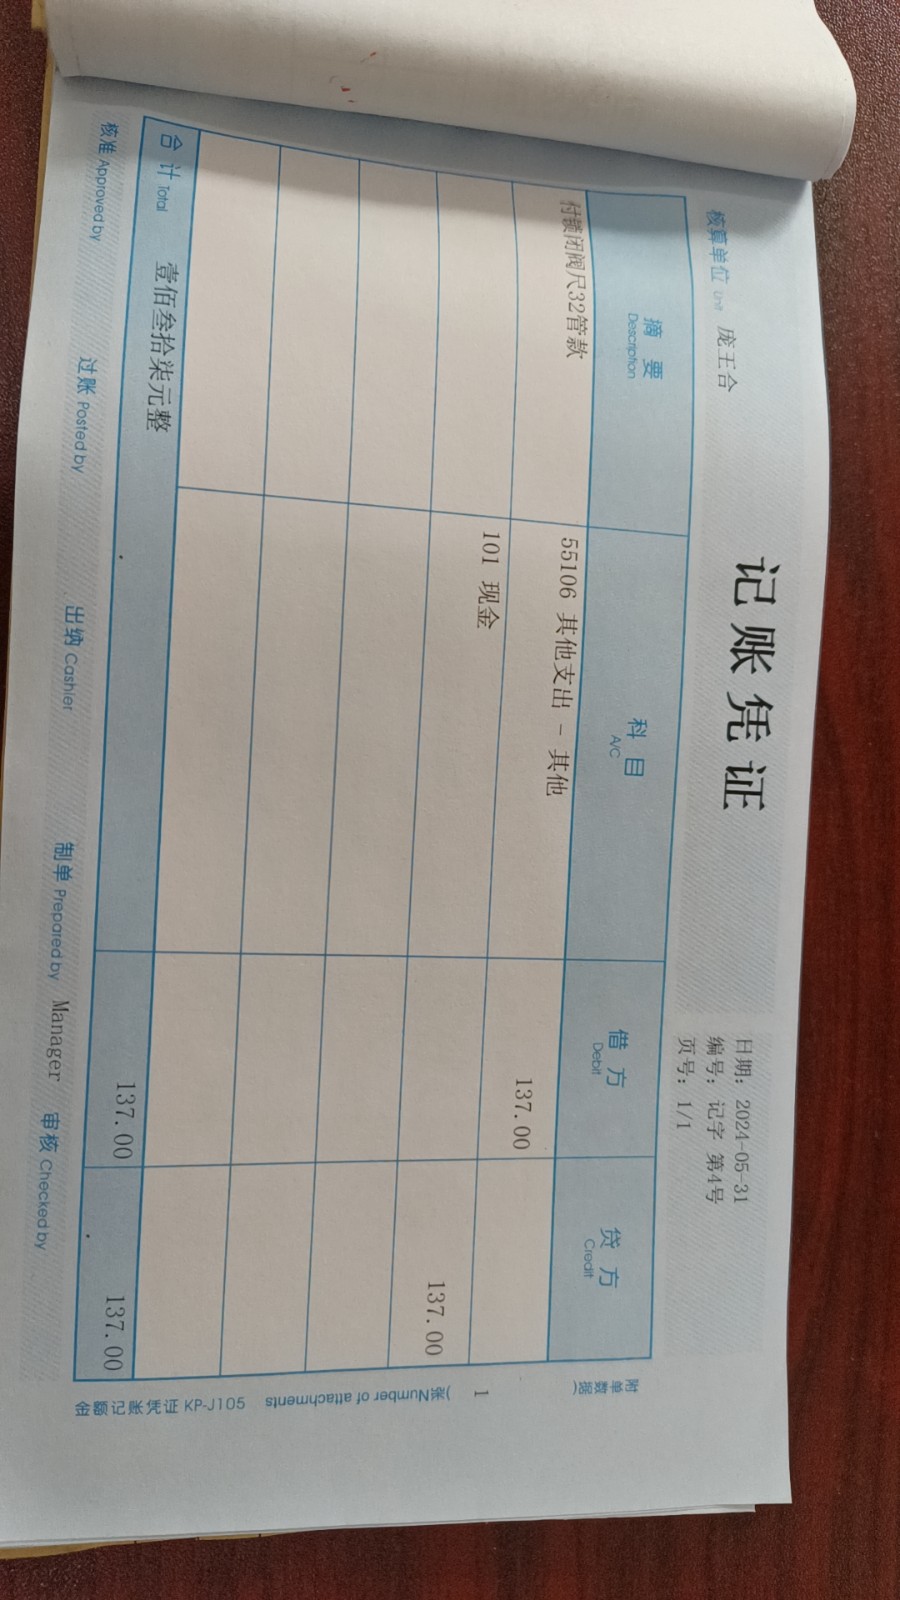 记账凭证
核算单位 Unit 庞王合
日期: 2024-05-31
编号: 记字 第4号
页号: 1/1
摘要 Description 科目 A/C 借方 Debit 贷方 Credit
付赣闭阀尺32管款 55106 其他支出 - 其他 137.00
101 现金 137.00
合计 Total 壹佰叁拾柒元整 137.00 137.00
核准 Approved by 过账 Posted by 出纳 Cashier 制单 Prepared by Manager 审核 Checked by
附单据数( 1 )张 Number of attachments
金额记账凭证 KP-J105